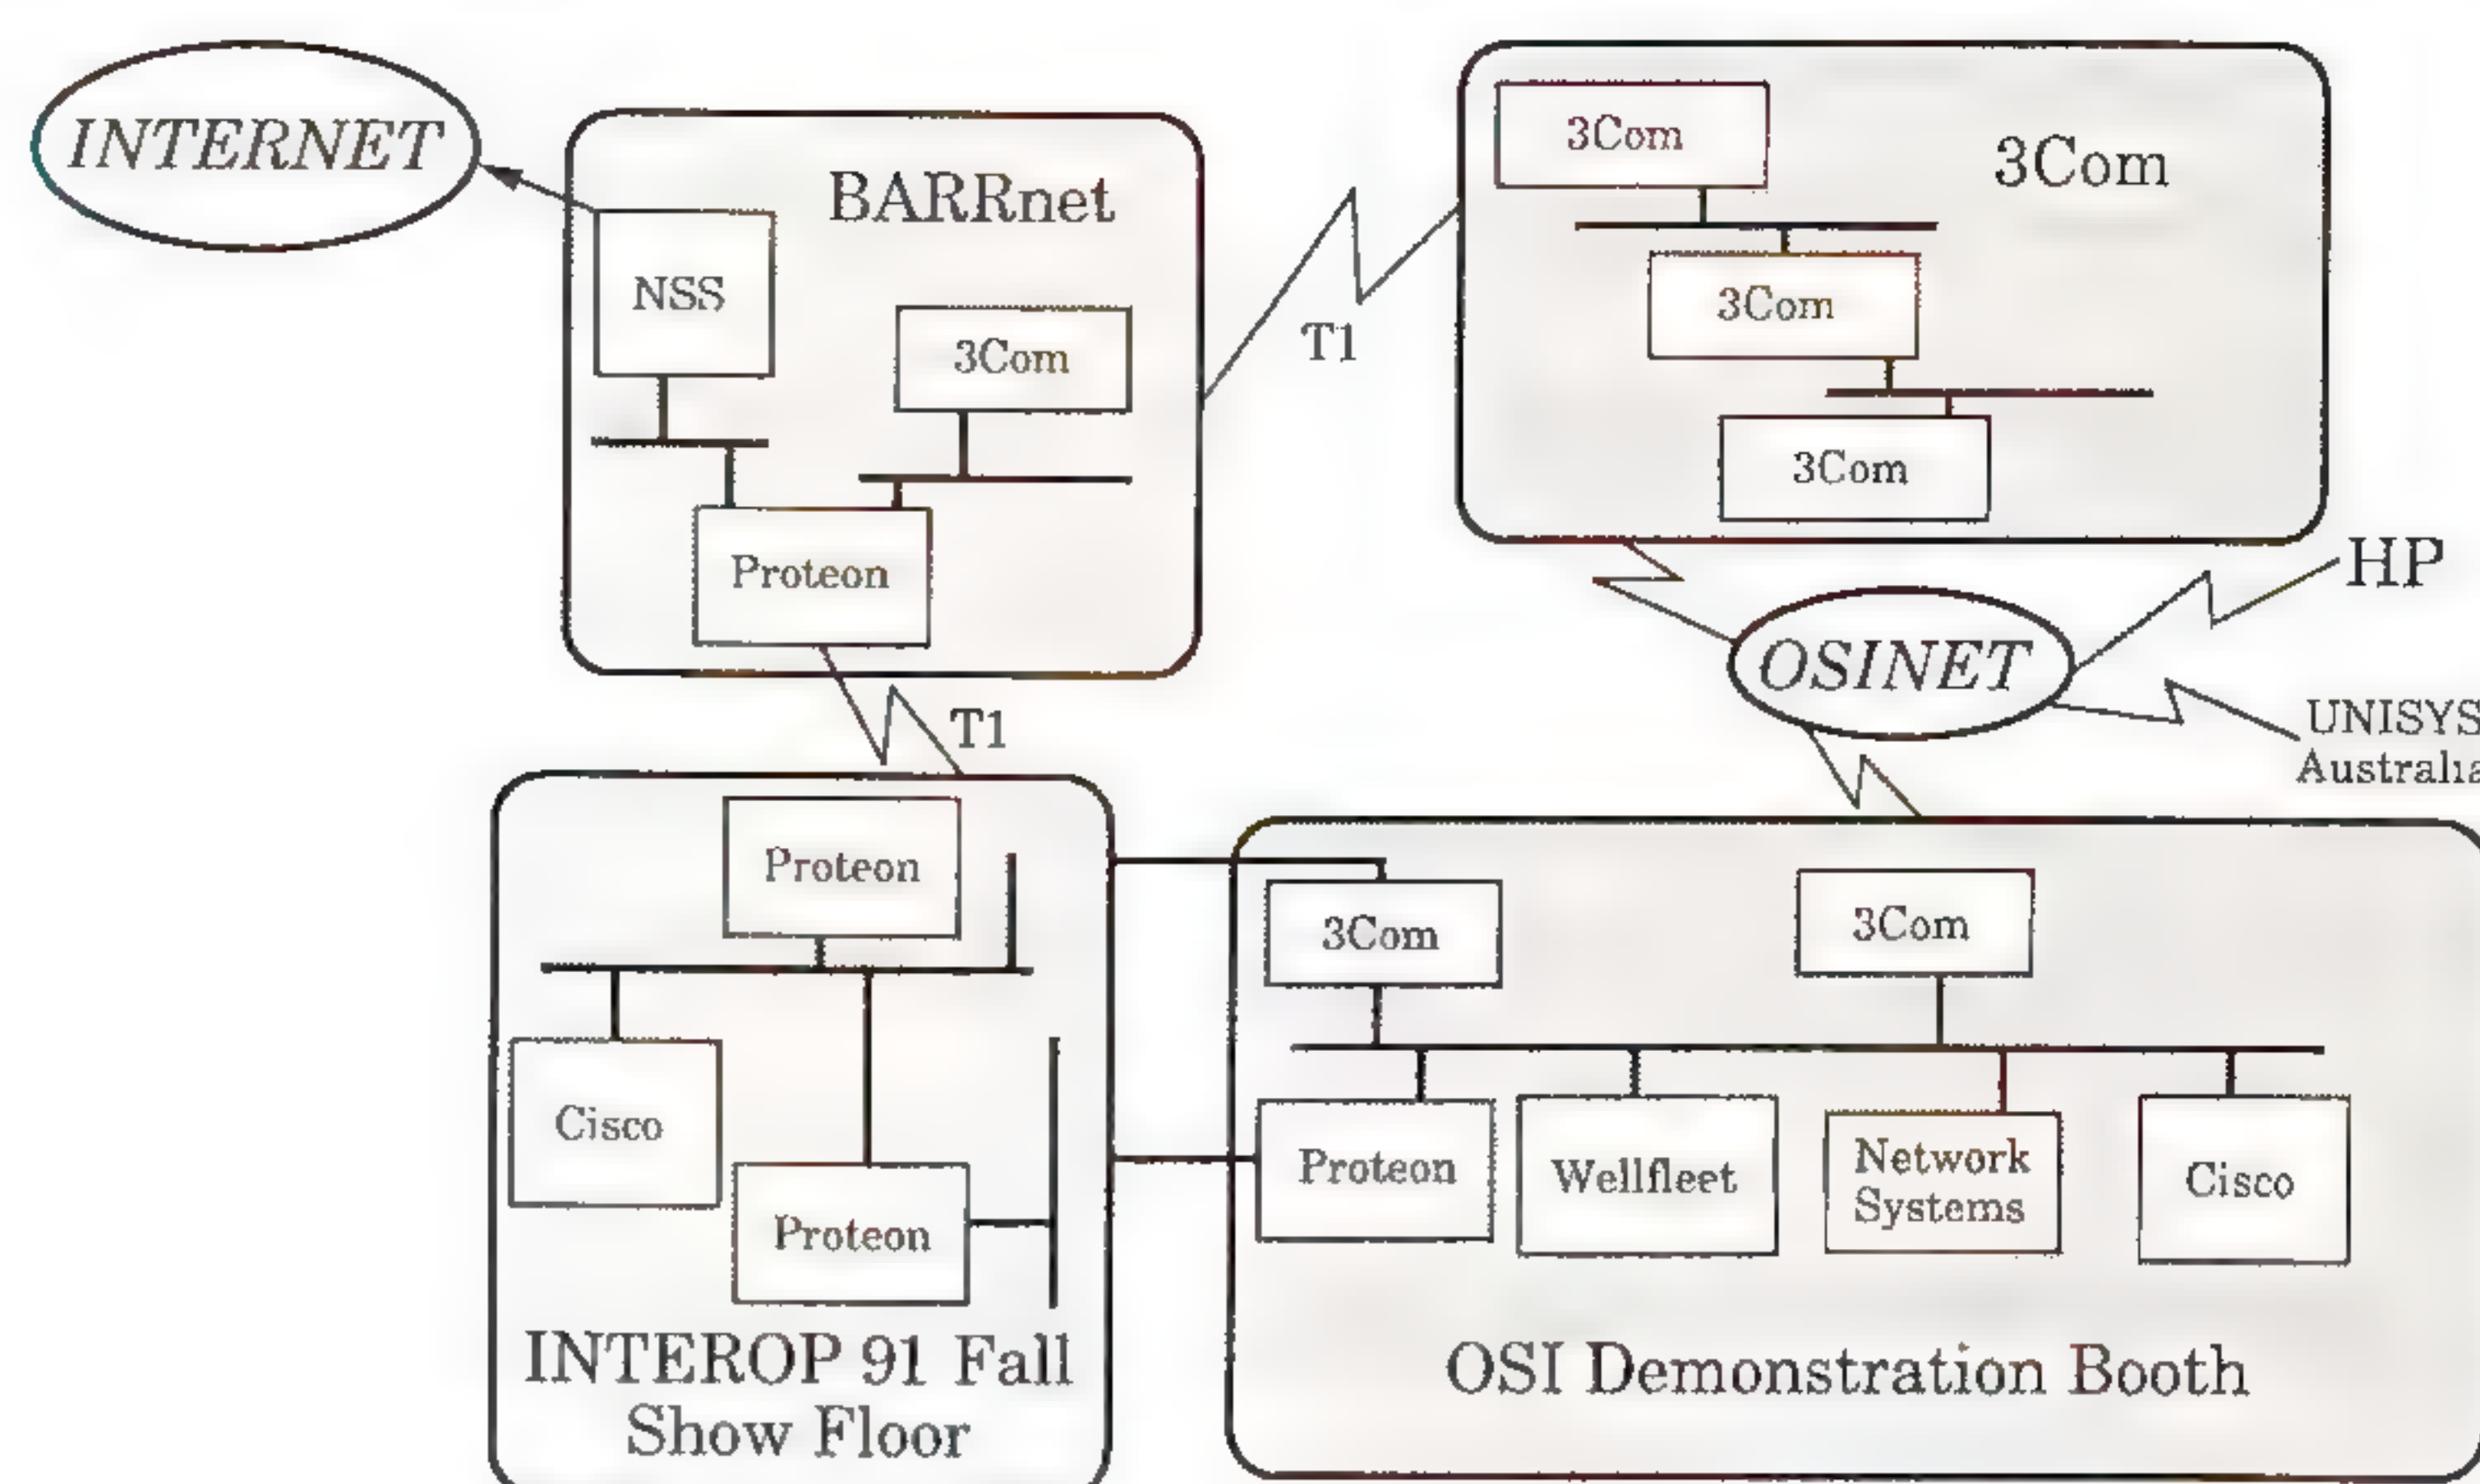 INTERNET
BARRnet
NSS
3Com
Proteon
T1
3Com
3Com
3Com
3Com
T1
OSINET
HP
UNISYS
Australia
Proteon
Cisco
Proteon
INTEROP 91 Fall
Show Floor
3Com
3Com
Proteon
Wellfleet
Network
Systems
Cisco
OSI Demonstration Booth